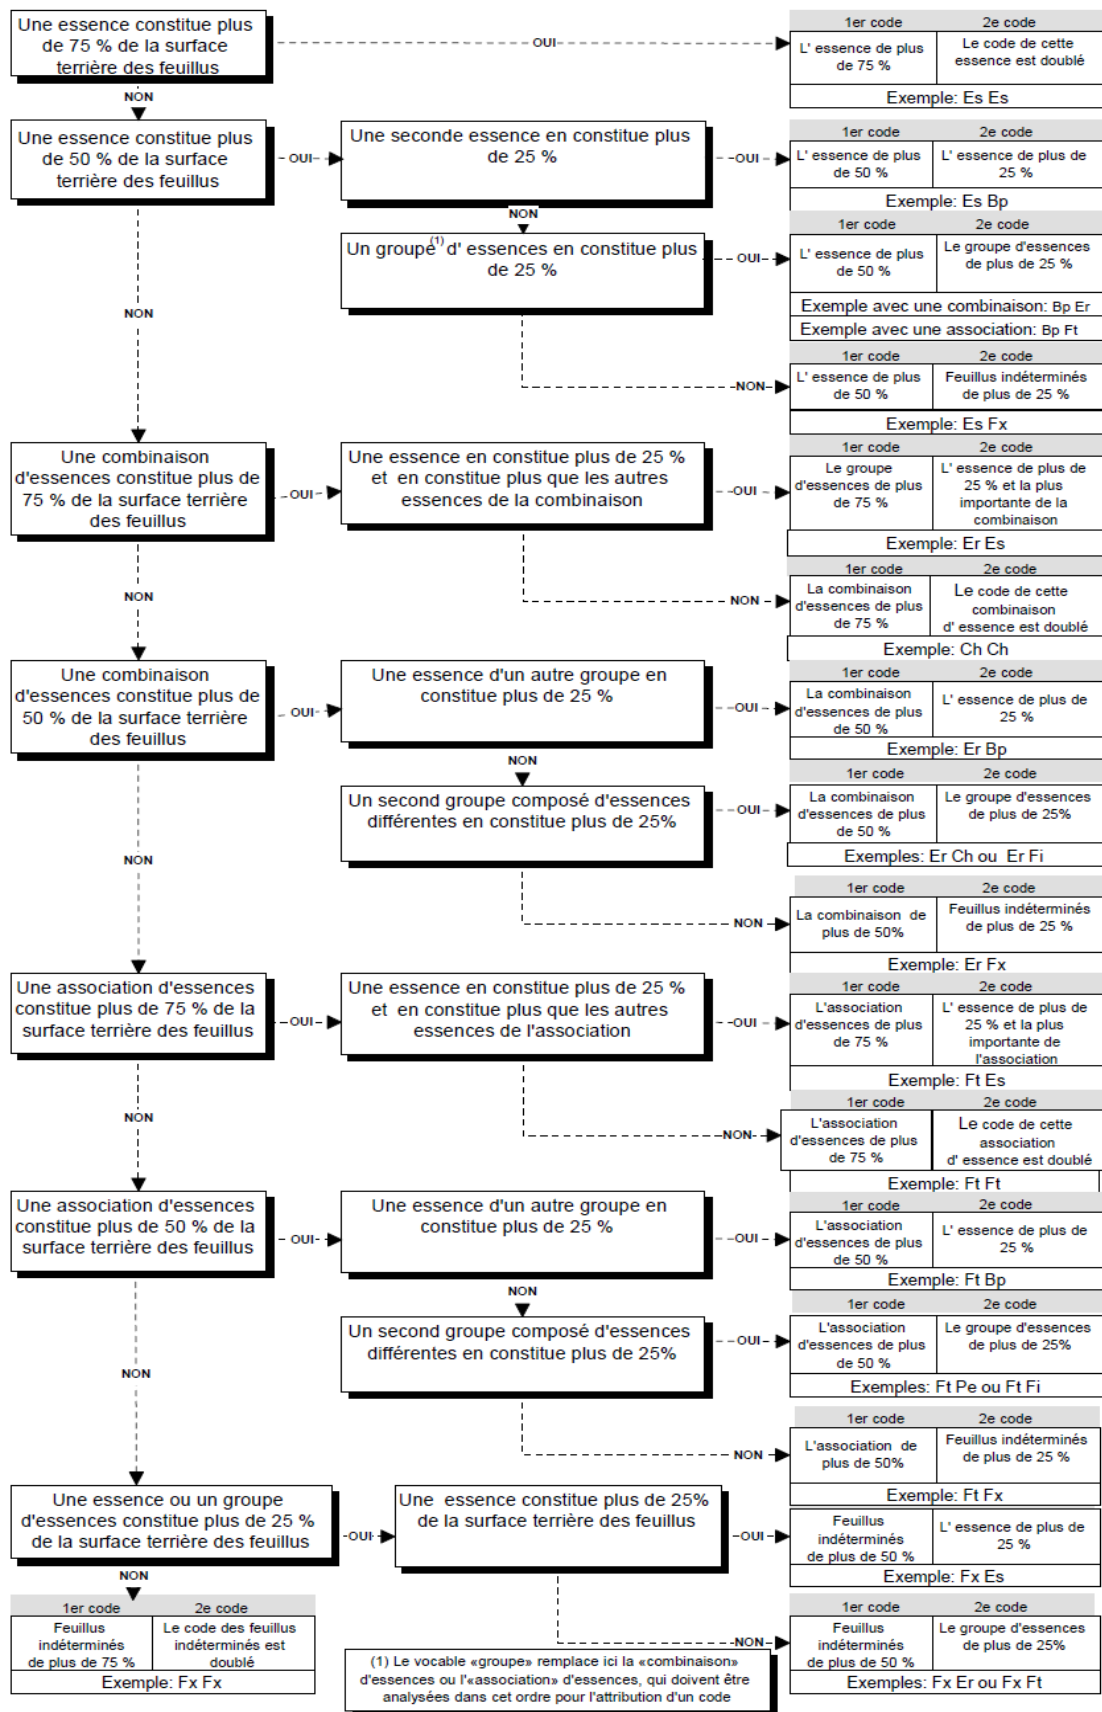 Une essence constitue plus
de 75 % de la surface
terrière des feuillus
OUI
1er code 2e code
L' essence de plus
de 75 %
Le code de cette
essence est doublé
Exemple: Es Es
NON
Une essence constitue plus
de 50 % de la surface
terrière des feuillus
OUI
Une seconde essence en constitue plus
de 25 %
OUI
1er code 2e code
L' essence de plus
de 50 %
L' essence de plus de
25 %
Exemple: Es Bp
NON
Un groupe(1) d' essences en constitue plus
de 25 %
OUI
1er code 2e code
L' essence de plus
de 50 %
Le groupe d'essences
de plus de 25 %
Exemple avec une combinaison: Bp Er
Exemple avec une association: Bp Ft
NON
NON
1er code 2e code
L' essence de plus
de 50 %
Feuillus indéterminés
de plus de 25 %
Exemple: Es Fx
Une combinaison
d'essences constitue plus de
75 % de la surface terrière
des feuillus
OUI
Une essence en constitue plus de 25 %
et en constitue plus que les autres
essences de la combinaison
OUI
1er code 2e code
Le groupe
d'essences de plus
de 75 %
L' essence de plus de
25 % et la plus
importante de la
combinaison
Exemple: Er Es
NON
NON
1er code 2e code
La combinaison
d'essences de plus
de 75 %
Le code de cette
combinaison
d' essence est doublé
Exemple: Ch Ch
Une combinaison
d'essences constitue plus de
50 % de la surface terrière
des feuillus
OUI
Une essence d'un autre groupe en
constitue plus de 25 %
OUI
1er code 2e code
La combinaison
d'essences de plus
de 50 %
L' essence de plus de
25 %
Exemple: Er Bp
NON
Un second groupe composé d'essences
différentes en constitue plus de 25%
OUI
1er code 2e code
La combinaison
d'essences de plus
de 50 %
Le groupe d'essences
de plus de 25%
Exemples: Er Ch ou Er Fi
NON
NON
1er code 2e code
La combinaison de
plus de 50%
Feuillus indéterminés
de plus de 25 %
Exemple: Er Fx
Une association d'essences
constitue plus de 75 % de la
surface terrière des feuillus
OUI
Une essence en constitue plus de 25 %
et en constitue plus que les autres
essences de l'association
OUI
1er code 2e code
L'association
d'essences de plus
de 75 %
L' essence de plus de
25 % et la plus
importante de
l'association
Exemple: Ft Es
NON
NON
1er code 2e code
L'association
d'essences de plus
de 75 %
Le code de cette
association
d' essence est doublé
Exemple: Ft Ft
Une association d'essences
constitue plus de 50 % de la
surface terrière des feuillus
OUI
Une essence d'un autre groupe en
constitue plus de 25 %
OUI
1er code 2e code
L'association
d'essences de plus
de 50 %
L' essence de plus de
25 %
Exemple: Ft Bp
NON
Un second groupe composé d'essences
différentes en constitue plus de 25%
OUI
1er code 2e code
L'association
d'essences de plus
de 50 %
Le groupe d'essences
de plus de 25%
Exemples: Ft Pe ou Ft Fi
NON
NON
1er code 2e code
L'association de
plus de 50%
Feuillus indéterminés
de plus de 25 %
Exemple: Ft Fx
Une essence ou un groupe
d'essences constitue plus de 25 %
de la surface terrière des feuillus
OUI
Une essence constitue plus de 25%
de la surface terrière des feuillus
OUI
Feuillus
indéterminés
de plus de 50 %
L' essence de plus de
25 %
Exemple: Fx Es
NON
1er code 2e code
Feuillus
indéterminés
de plus de 75 %
Le code des feuillus
indéterminés est
doublé
Exemple: Fx Fx
NON
1er code 2e code
Feuillus
indéterminés
de plus de 50 %
Le groupe d'essences
de plus de 25%
Exemples: Fx Er ou Fx Ft
(1) Le vocable «groupe» remplace ici la «combinaison»
d'essences ou l'«association» d'essences, qui doivent être
analysées dans cet ordre pour l'attribution d'un code